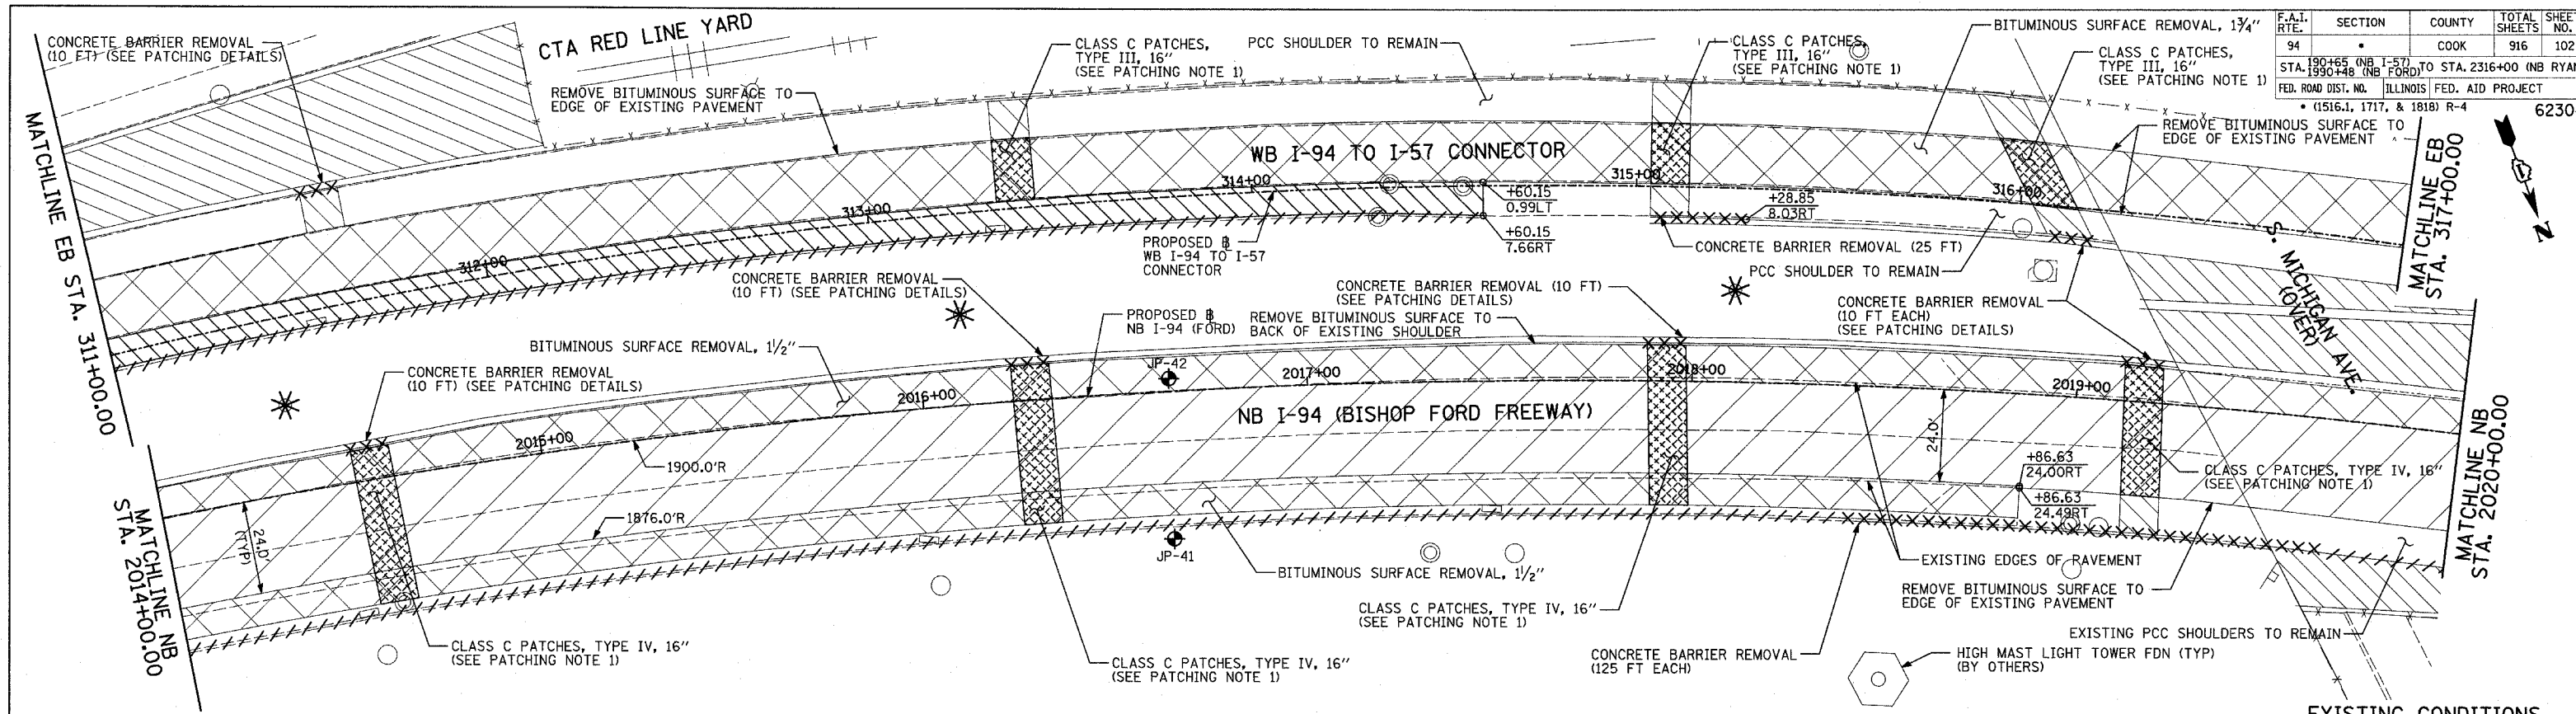 CONCRETE BARRIER REMOVAL
(10 FT) (SEE PATCHING DETAILS)
CTA RED LINE YARD
REMOVE BITUMINOUS SURFACE TO
EDGE OF EXISTING PAVEMENT
CLASS C PATCHES,
TYPE III, 16"
(SEE PATCHING NOTE 1)
PCC SHOULDER TO REMAIN
CLASS C PATCHES,
TYPE III, 16"
(SEE PATCHING NOTE 1)
BITUMINOUS SURFACE REMOVAL, 1¾"
CLASS C PATCHES,
TYPE III, 16"
(SEE PATCHING NOTE 1)
F.A.I. RTE. SECTION COUNTY TOTAL SHEETS SHEET NO.
94 • COOK 916 102
STA. 190+65 (NB I-57) 1990+48 (NB FORD) TO STA. 2316+00 (NB RYAN
FED. ROAD DIST. NO. ILLINOIS FED. AID PROJECT
• (1516.1, 1717, & 1818) R-4
6230
REMOVE BITUMINOUS SURFACE TO
EDGE OF EXISTING PAVEMENT
N
MATCHLINE EB STA. 311+00.00
WB I-94 TO I-57 CONNECTOR
312+00
313+00
314+00
315+00
316+00
+60.15
0.99LT
+60.15
7.66RT
+28.85
8.03RT
PROPOSED ℄
WB I-94 TO I-57
CONNECTOR
CONCRETE BARRIER REMOVAL (25 FT)
PCC SHOULDER TO REMAIN
CONCRETE BARRIER REMOVAL
(10 FT EACH)
(SEE PATCHING DETAILS)
S. MICHIGAN AVE.
(OVER)
MATCHLINE EB
STA. 317+00.00
CONCRETE BARRIER REMOVAL
(10 FT) (SEE PATCHING DETAILS)
PROPOSED ℄
NB I-94 (FORD)
CONCRETE BARRIER REMOVAL (10 FT)
(SEE PATCHING DETAILS)
REMOVE BITUMINOUS SURFACE TO
BACK OF EXISTING SHOULDER
BITUMINOUS SURFACE REMOVAL, 1½"
CONCRETE BARRIER REMOVAL
(10 FT) (SEE PATCHING DETAILS)
JP-42
2015+00
2016+00
2017+00
2018+00
2019+00
NB I-94 (BISHOP FORD FREEWAY)
1900.0'R
1876.0'R
24.0'
(TYP)
24.0'
+86.63
24.00RT
+86.63
24.49RT
CLASS C PATCHES, TYPE IV, 16"
(SEE PATCHING NOTE 1)
MATCHLINE NB
STA. 2014+00.00
MATCHLINE NB
STA. 2020+00.00
JP-41
BITUMINOUS SURFACE REMOVAL, 1½"
EXISTING EDGES OF PAVEMENT
REMOVE BITUMINOUS SURFACE TO
EDGE OF EXISTING PAVEMENT
CLASS C PATCHES, TYPE IV, 16"
(SEE PATCHING NOTE 1)
CLASS C PATCHES, TYPE IV, 16"
(SEE PATCHING NOTE 1)
CLASS C PATCHES, TYPE IV, 16"
(SEE PATCHING NOTE 1)
CONCRETE BARRIER REMOVAL
(125 FT EACH)
EXISTING PCC SHOULDERS TO REMAIN
HIGH MAST LIGHT TOWER FDN (TYP)
(BY OTHERS)
EXISTING CONDITIONS